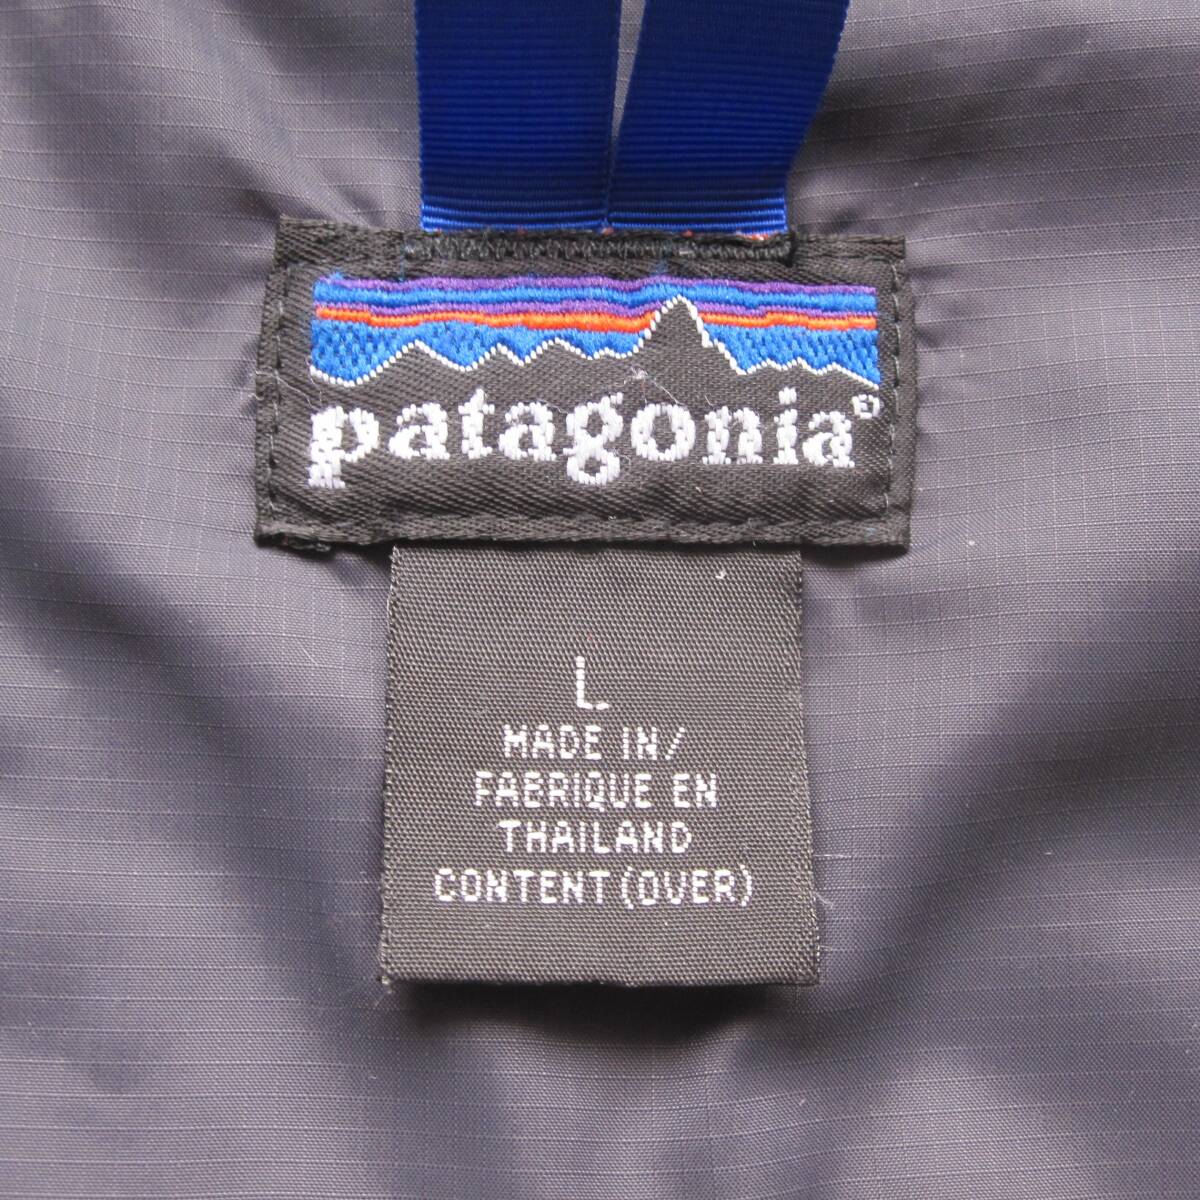 patagonia®
L
MADE IN/
FABRIQUE EN
THAILAND
CONTENT (OVER)